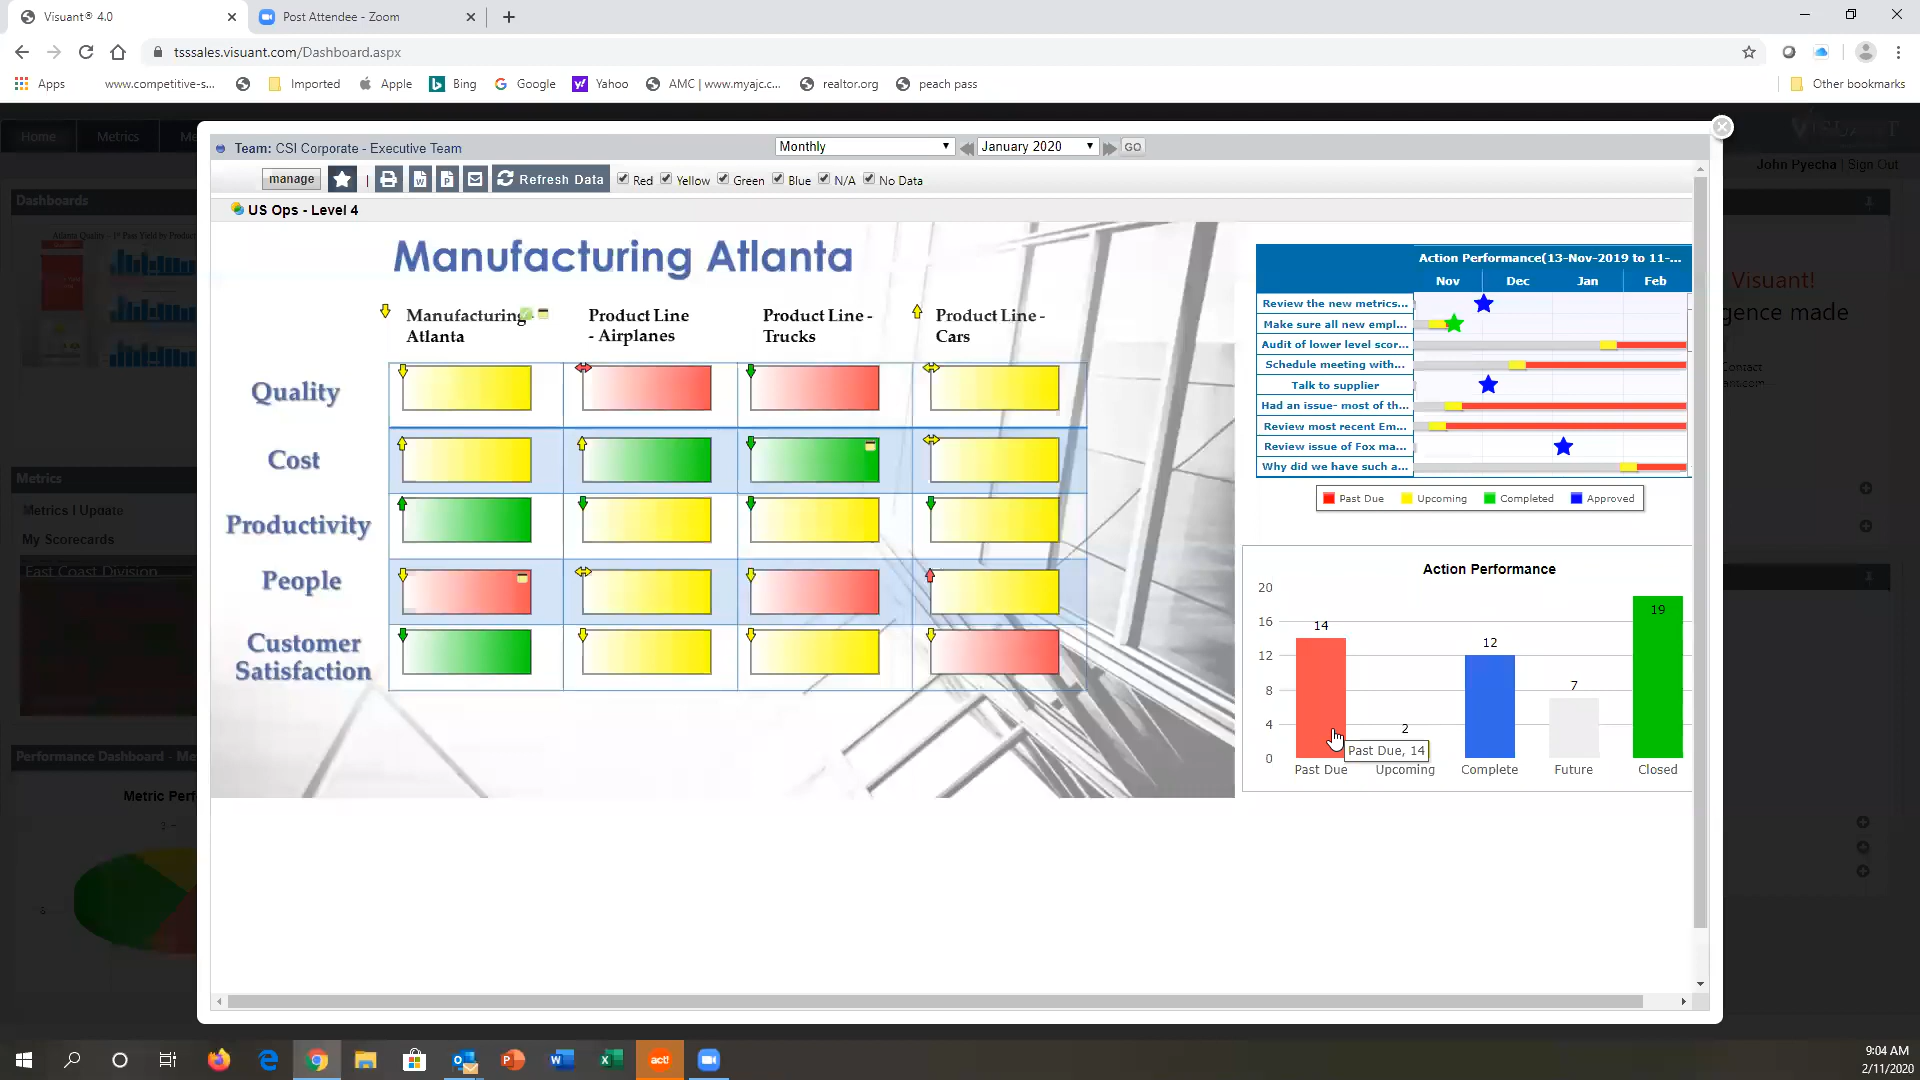 Visuant® 4.0
Post Attendee - Zoom
tsssales.visuant.com/Dashboard.aspx
Apps
www.competitive-s...
Imported
Apple
Bing
Google
Yahoo
AMC | www.myajc.c...
realtor.org
peach pass
Other bookmarks
Home
Metrics
Me
VISUANT
John Pyecha | Sign Out
Team: CSI Corporate - Executive Team
Monthly
January 2020
GO
manage
Refresh Data
Red
Yellow
Green
Blue
N/A
No Data
US Ops - Level 4
Manufacturing Atlanta
Manufacturing - Atlanta
Product Line - Airplanes
Product Line - Trucks
Product Line - Cars
Quality
Cost
Productivity
People
Customer Satisfaction
Action Performance(13-Nov-2019 to 11-...
Nov
Dec
Jan
Feb
Review the new metrics...
Make sure all new empl...
Audit of lower level scor...
Schedule meeting with...
Talk to supplier
Had an issue- most of th...
Review most recent Em...
Review issue of Fox ma...
Why did we have such a...
Past Due
Upcoming
Completed
Approved
Action Performance
20
16
12
8
4
0
14
2
12
7
19
Past Due, 14
Past Due
Upcoming
Complete
Future
Closed
Dashboards
Atlanta Quality - 1st Pass Yield by Product
Metrics
Metrics | Update
My Scorecards
East Coast Division
Performance Dashboard - Me
Metric Perf
Visuant!
gence made
9:04 AM
2/11/2020